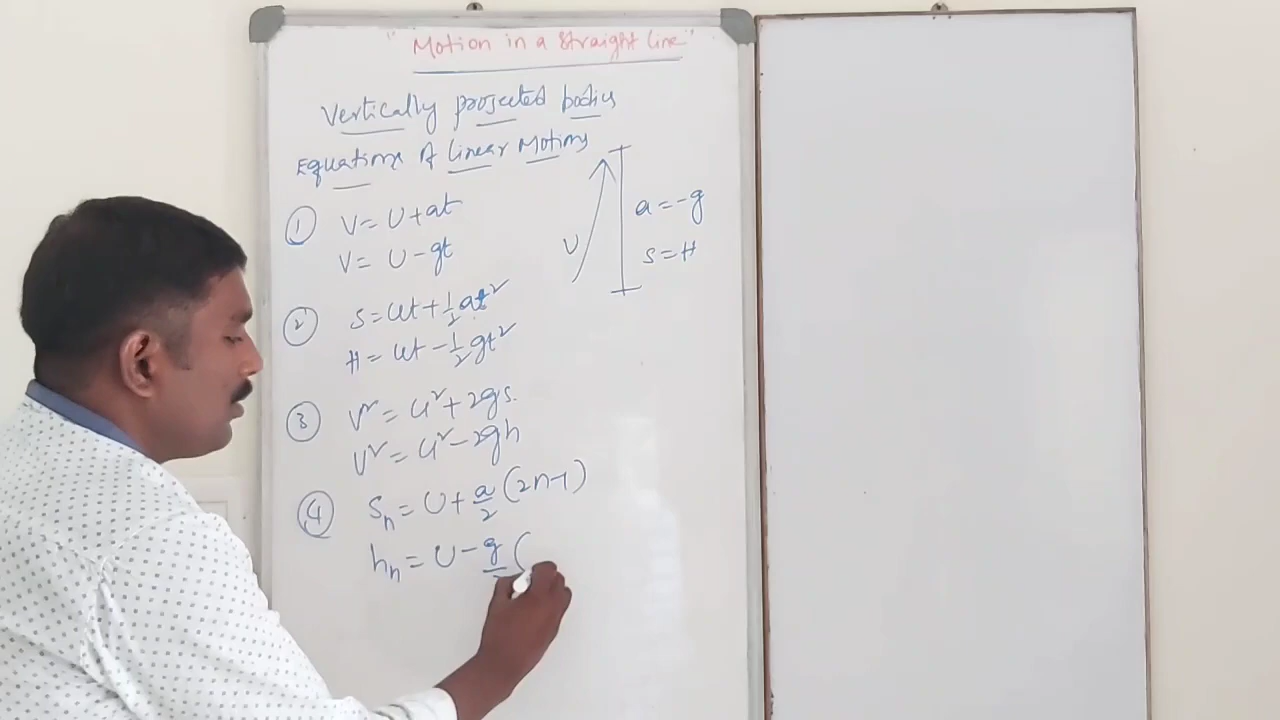 "Motion in a straight line"
Vertically projected bodies
Equations of linear Motions
① V = U + at
V = U - gt
② S = ut + 1/2 at²
H = ut - 1/2 gt²
③ V² = u² + 2gs.
V² = u² - 2gh
④ Sn = U + a/2 (2n-1)
hn = U - g/2 (
U
a = -g
S = H